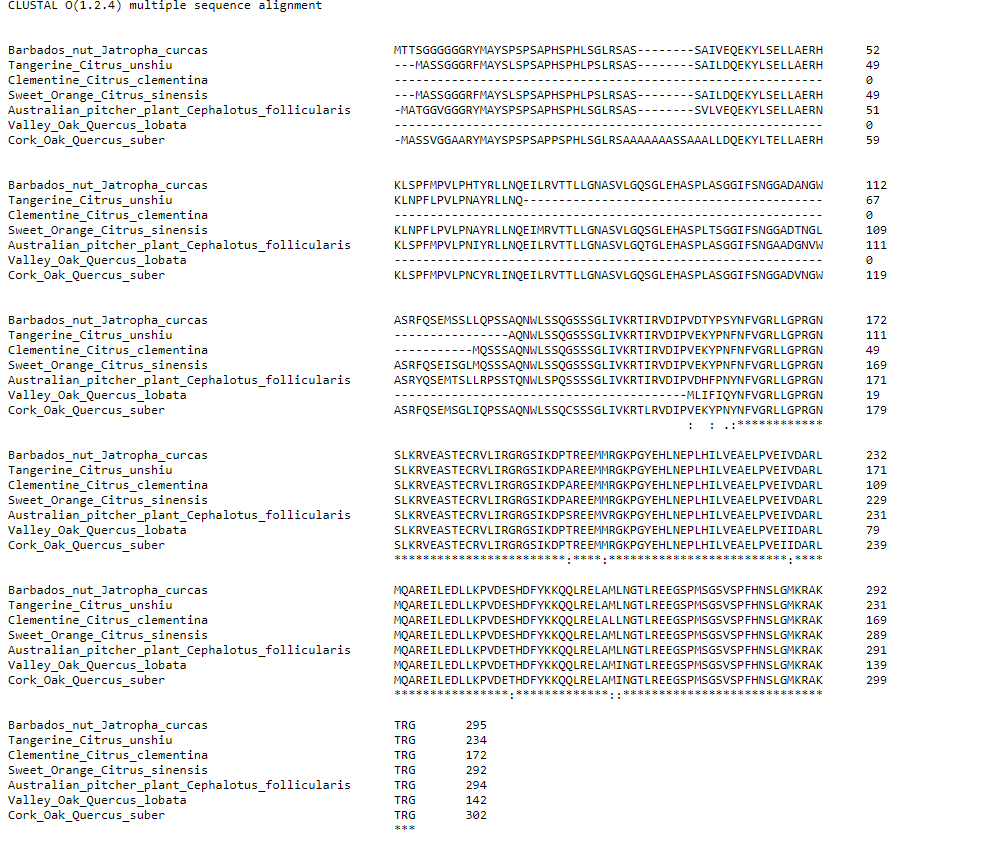 CLUSTAL O(1.2.4) multiple sequence alignment
Barbados_nut_Jatropha_curcas MTTSGGGGGGRYMAYSPSPSAPHSPHLSGLRSAS--------SAIVEQEKYLSELLAERH 52
Tangerine_Citrus_unshiu ---MASSGGGRFMAYSLSPSAPHSPHLPSLRSAS--------SAILDQEKYLSELLAERH 49
Clementine_Citrus_clementina ------------------------------------------------------------ 0
Sweet_Orange_Citrus_sinensis ---MASSGGGRYMAYSPSPSAPHSPHLSGLRSAS--------SAILDQEKYLSELLAERH 49
Australian_pitcher_plant_Cephalotus_follicularis -MATGGVGGGRYMAYSPSPSAPHSPHLSGLRSAS--------SVLVEQEKYLSELLAERN 51
Valley_Oak_Quercus_lobata ------------------------------------------------------------ 0
Cork_Oak_Quercus_suber -MASSVGGAARYMAYSPSPSAPPSPHLSGLRSAAAAAAASSAAALLDQEKYLTELLAERH 59
Barbados_nut_Jatropha_curcas KLSPFMPVLPHTYRLLNQEILRVTTLLGNASVLGQSGLEHASPLASGGIFSNGGADANGW 112
Tangerine_Citrus_unshiu KLNPFLPVLPNAYRLLNQ------------------------------------------ 67
Clementine_Citrus_clementina ------------------------------------------------------------ 0
Sweet_Orange_Citrus_sinensis KLNPFLPVLPNAYRLLNQEIMRVTTLLGNASVLGQSGLEHASPLTSGGIFSNGGADTNGL 109
Australian_pitcher_plant_Cephalotus_follicularis KLSPFMPVLPNIYRLLNQEILRVTTLLGNASVLGQTGLEHASPLASGGIFSNGAADGNVW 111
Valley_Oak_Quercus_lobata ------------------------------------------------------------ 0
Cork_Oak_Quercus_suber KLSPFMPVLPNCYRLINQEILRVTTLLGNASVLGQSGLEHASPLASGGIFSNGGADVNGW 119
Barbados_nut_Jatropha_curcas ASRFQSEMSSLLQPSSAQNWLSSQGSSSGLIVKRTIRVDIPVDTYPSYNFVGRLLGPRGN 172
Tangerine_Citrus_unshiu ----------------AQNWLSSQGSSSGLIVKRTIRVDIPVEKYPNFNFVGRLLGPRGN 111
Clementine_Citrus_clementina -----------MQSSSAQNWLSSQGSSSGLIVKRTIRVDIPVEKYPNFNFVGRLLGPRGN 49
Sweet_Orange_Citrus_sinensis ASRFQSEISGLMQSSSAQNWLSSQGSSSGLIVKRTIRVDIPVEKYPNFNFVGRLLGPRGN 169
Australian_pitcher_plant_Cephalotus_follicularis ASRYQSEMTSLLRPSSTQNWLSPQSSSSGLIVKRTIRVDIPVDHFPNYNFVGRLLGPRGN 171
Valley_Oak_Quercus_lobata -----------------------------------------MLIFIQYNFVGRLLGPRGN 19
Cork_Oak_Quercus_suber ASRFQSEMSGLIQPSSAQNWLSSQCSSSGLIVKRTLRVDIPVEKYPNYNFVGRLLGPRGN 179
: : .:************
Barbados_nut_Jatropha_curcas SLKRVEASTECRVLIRGRGSIKDPTREEMMRGKPGYEHLNEPLHILVEAELPVEIVDARL 232
Tangerine_Citrus_unshiu SLKRVEASTECRVLIRGRGSIKDPAREEMMRGKPGYEHLNEPLHILVEAELPVEIVDARL 171
Clementine_Citrus_clementina SLKRVEASTECRVLIRGRGSIKDPAREEMMRGKPGYEHLNEPLHILVEAELPVEIVDARL 109
Sweet_Orange_Citrus_sinensis SLKRVEASTECRVLIRGRGSIKDPAREEMMRGKPGYEHLNEPLHILVEAELPVEIVDARL 229
Australian_pitcher_plant_Cephalotus_follicularis SLKRVEASTECRVLIRGRGSIKDPSREEMVRGKPGYEHLNEPLHILVEAELPVEIVDARL 231
Valley_Oak_Quercus_lobata SLKRVEASTECRVLIRGRGSIKDPTREEMMRGKPGYEHLNEPLHILVEAELPVEIIDARL 79
Cork_Oak_Quercus_suber SLKRVEASTECRVLIRGRGSIKDPTREEMMRGKPGYEHLNEPLHILVEAELPVEIIDARL 239
************************:****:*************************:****
Barbados_nut_Jatropha_curcas MQAREILEDLLKPVDESHDFYKKQQLRELAMLNGTLREEGSPMSGSVSPFHNSLGMKRAK 292
Tangerine_Citrus_unshiu MQAREILEDLLKPVDESHDFYKKQQLRELAMLNGTLREEGSPMSGSVSPFHNSLGMKRAK 231
Clementine_Citrus_clementina MQAREILEDLLKPVDESHDFYKKQQLRELALLNGTLREEGSPMSGSVSPFHNSLGMKRAK 169
Sweet_Orange_Citrus_sinensis MQAREILEDLLKPVDESHDFYKKQQLRELAMLNGTLREEGSPMSGSVSPFHNSLGMKRAK 289
Australian_pitcher_plant_Cephalotus_follicularis MQAREILEDLLKPVDETHDFYKKQQLRELAMLNGTLREEGSPMSGSVSPFHNSLGMKRAK 291
Valley_Oak_Quercus_lobata MQAREILEDLLKPVDETHDFYKKQQLRELAMINGTLREEGSPMSGSVSPFHNSLGMKRAK 139
Cork_Oak_Quercus_suber MQAREILEDLLKPVDETHDFYKKQQLRELAMINGTLREEGSPMSGSVSPFHNSLGMKRAK 299
****************:*************::****************************
Barbados_nut_Jatropha_curcas TRG 295
Tangerine_Citrus_unshiu TRG 234
Clementine_Citrus_clementina TRG 172
Sweet_Orange_Citrus_sinensis TRG 292
Australian_pitcher_plant_Cephalotus_follicularis TRG 294
Valley_Oak_Quercus_lobata TRG 142
Cork_Oak_Quercus_suber TRG 302
***